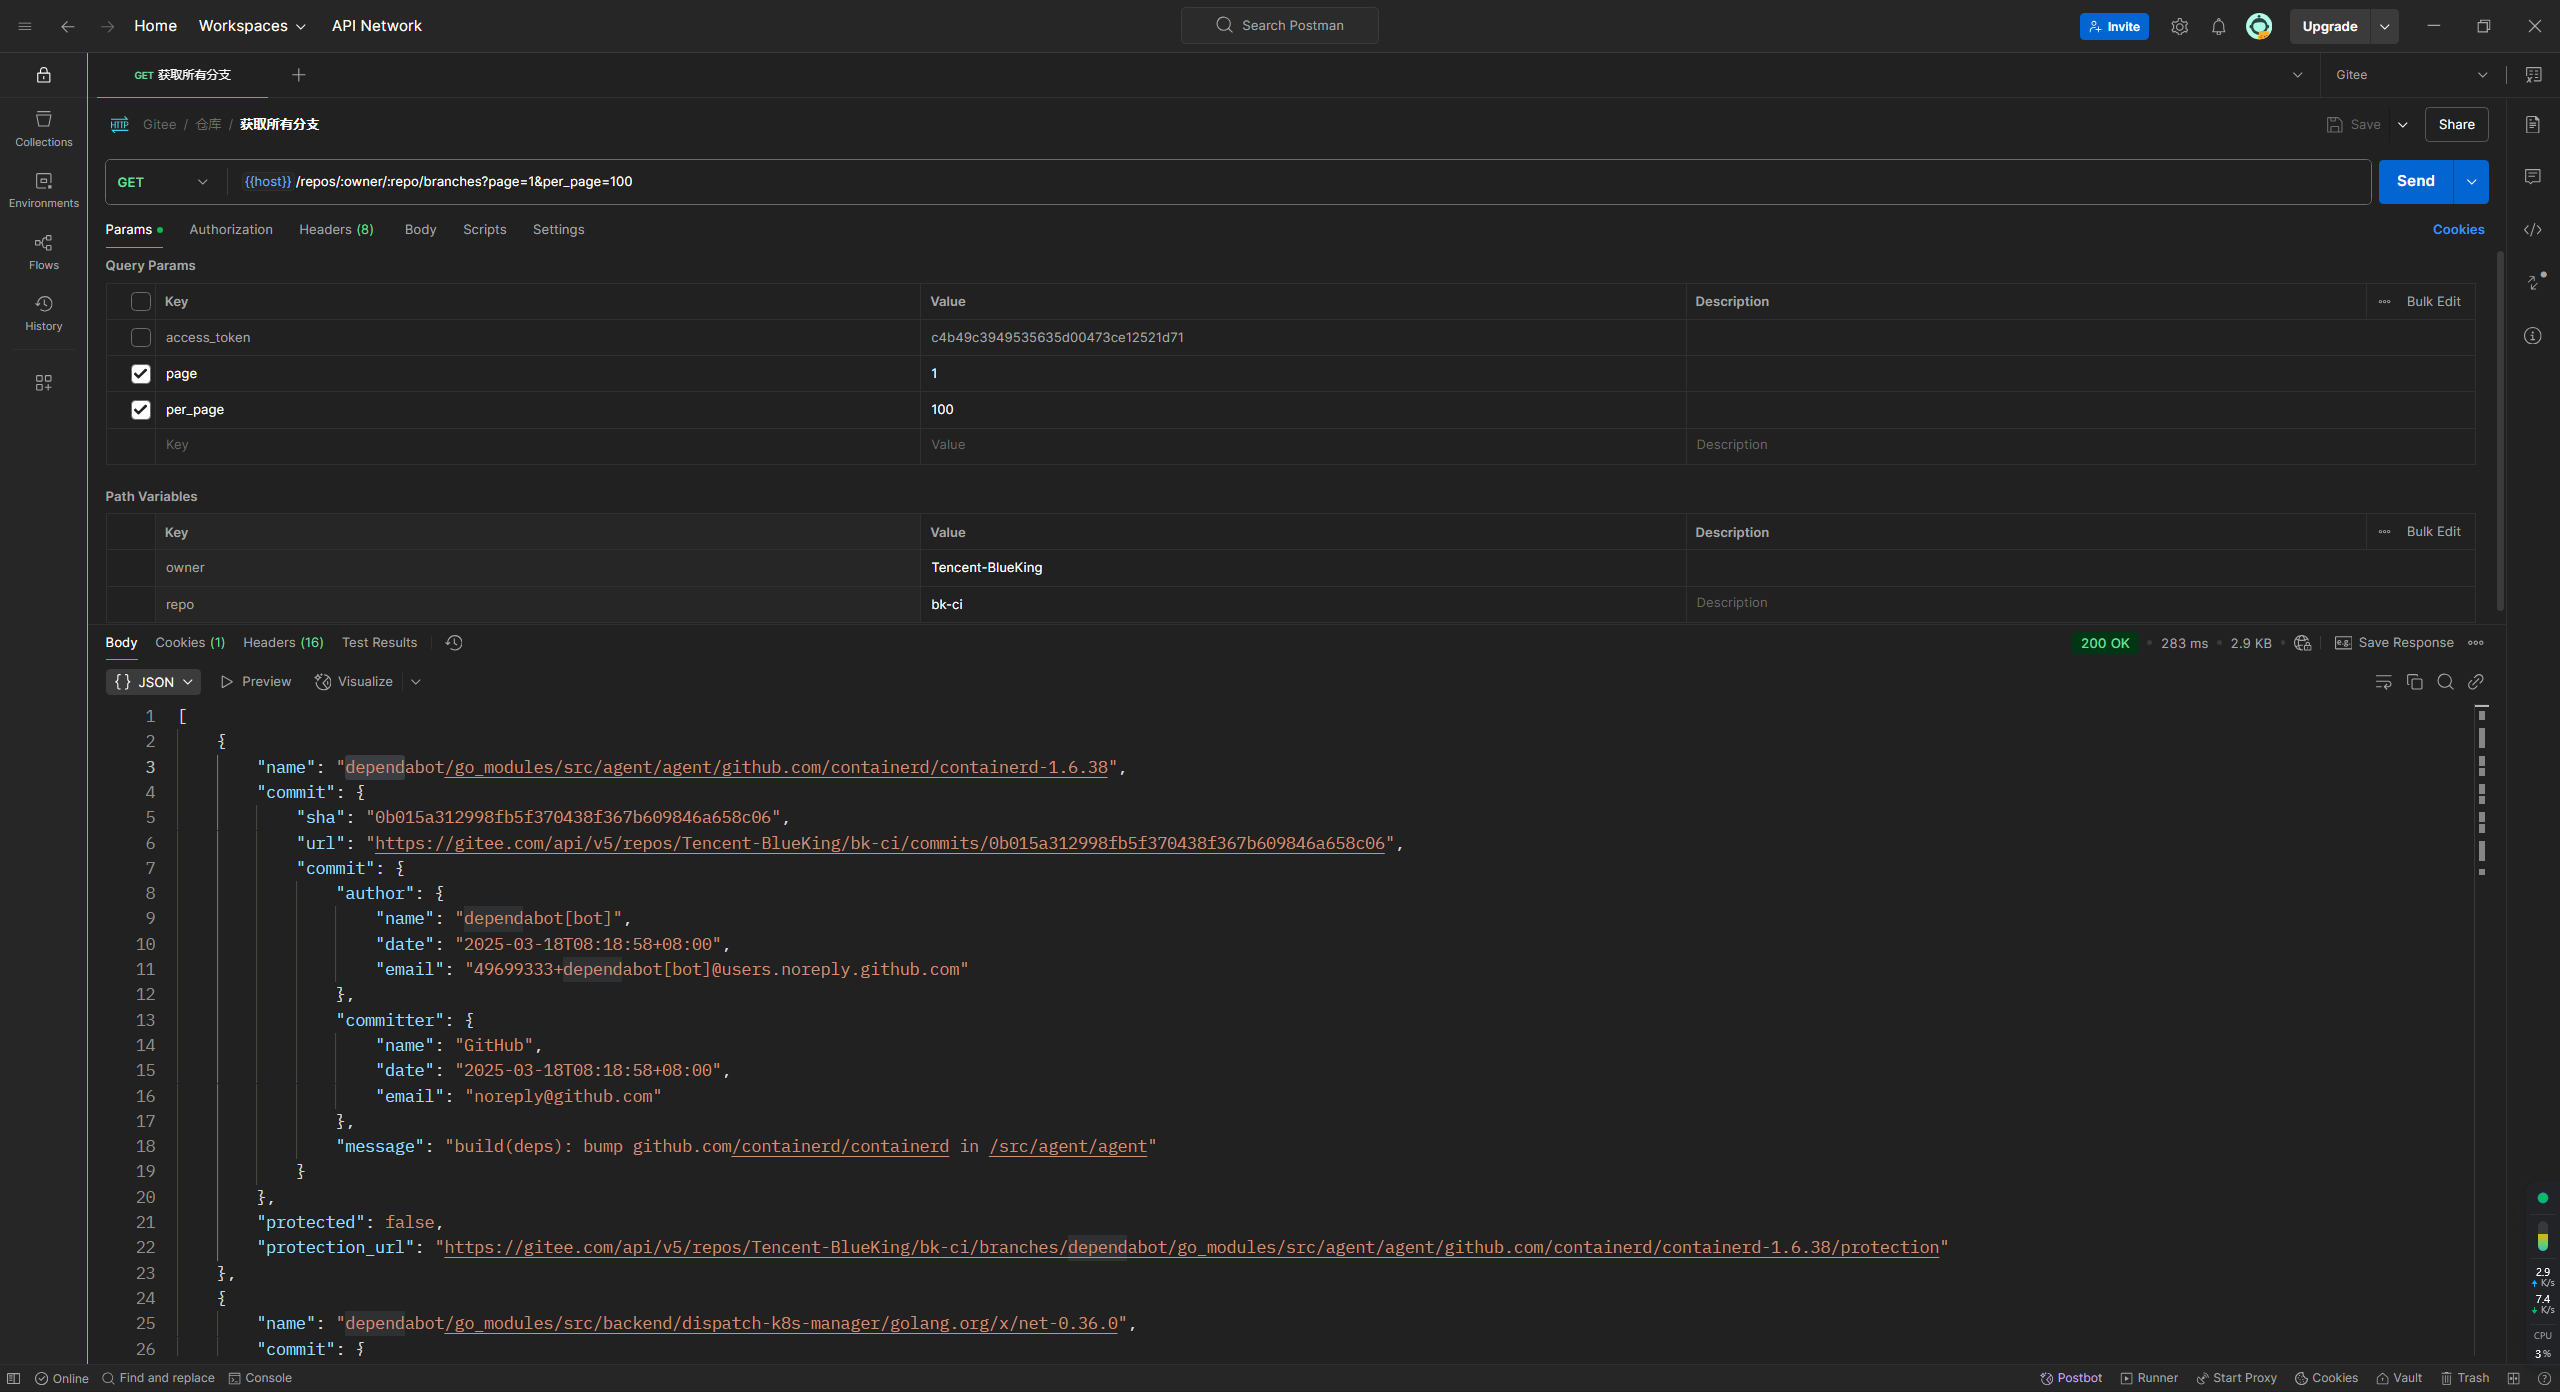 Home Workspaces API Network Search Postman Invite Upgrade
GET 获取所有分支 Gitee
Collections
Environments
Flows
History
HTTP Gitee / 仓库 / 获取所有分支 Save Share
GET {{host}} /repos/:owner/:repo/branches?page=1&per_page=100 Send
Params Authorization Headers (8) Body Scripts Settings Cookies
Query Params
Key Value Description Bulk Edit
access_token c4b49c3949535635d00473ce12521d71
page 1
per_page 100
Key Value Description
Path Variables
Key Value Description Bulk Edit
owner Tencent-BlueKing
repo bk-ci Description
Body Cookies (1) Headers (16) Test Results 200 OK 283 ms 2.9 KB e.g. Save Response
{} JSON Preview Visualize
1 [
2 {
3 "name": "dependabot/go_modules/src/agent/agent/github.com/containerd/containerd-1.6.38",
4 "commit": {
5 "sha": "0b015a312998fb5f370438f367b609846a658c06",
6 "url": "https://gitee.com/api/v5/repos/Tencent-BlueKing/bk-ci/commits/0b015a312998fb5f370438f367b609846a658c06",
7 "commit": {
8 "author": {
9 "name": "dependabot[bot]",
10 "date": "2025-03-18T08:18:58+08:00",
11 "email": "49699333+dependabot[bot]@users.noreply.github.com"
12 },
13 "committer": {
14 "name": "GitHub",
15 "date": "2025-03-18T08:18:58+08:00",
16 "email": "noreply@github.com"
17 },
18 "message": "build(deps): bump github.com/containerd/containerd in /src/agent/agent"
19 }
20 },
21 "protected": false,
22 "protection_url": "https://gitee.com/api/v5/repos/Tencent-BlueKing/bk-ci/branches/dependabot/go_modules/src/agent/agent/github.com/containerd/containerd-1.6.38/protection"
23 },
24 {
25 "name": "dependabot/go_modules/src/backend/dispatch-k8s-manager/golang.org/x/net-0.36.0",
26 "commit": {
2.9
K/s
7.4
K/s
CPU
3%
Online Find and replace Console Postbot Runner Start Proxy Cookies Vault Trash